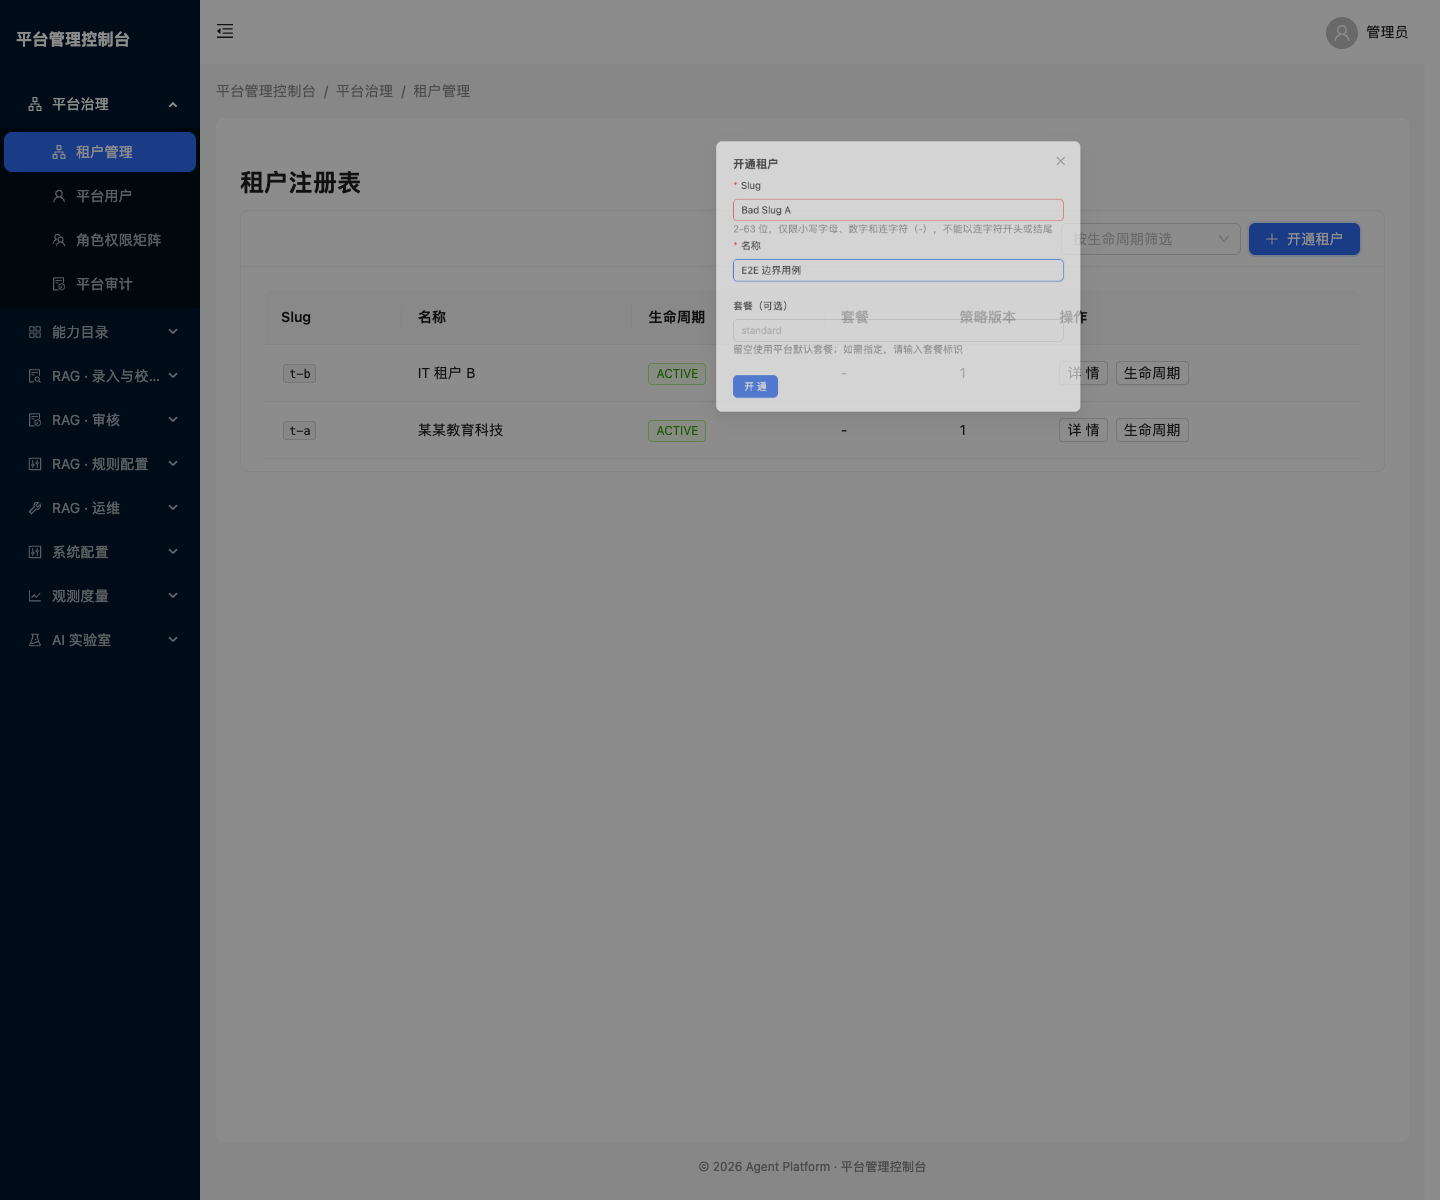 平台管理控制台
平台治理
租户管理
平台用户
角色权限矩阵
平台审计
能力目录
RAG · 录入与校...
RAG · 审核
RAG · 规则配置
RAG · 运维
系统配置
观测度量
AI 实验室
管理员
平台管理控制台 / 平台治理 / 租户管理
租户注册表
按生命周期筛选
开通租户
Slug 名称 生命周期 套餐 策略版本 操作
t-b IT 租户 B ACTIVE - 1 详 情 生命周期
t-a 某某教育科技 ACTIVE - 1 详 情 生命周期
开通租户
* Slug
Bad Slug A
2-63 位，仅限小写字母、数字和连字符（-），不能以连字符开头或结尾
* 名称
E2E 边界用例
套餐（可选）
standard
留空使用平台默认套餐；如需指定，请输入套餐标识
开 通
© 2026 Agent Platform · 平台管理控制台